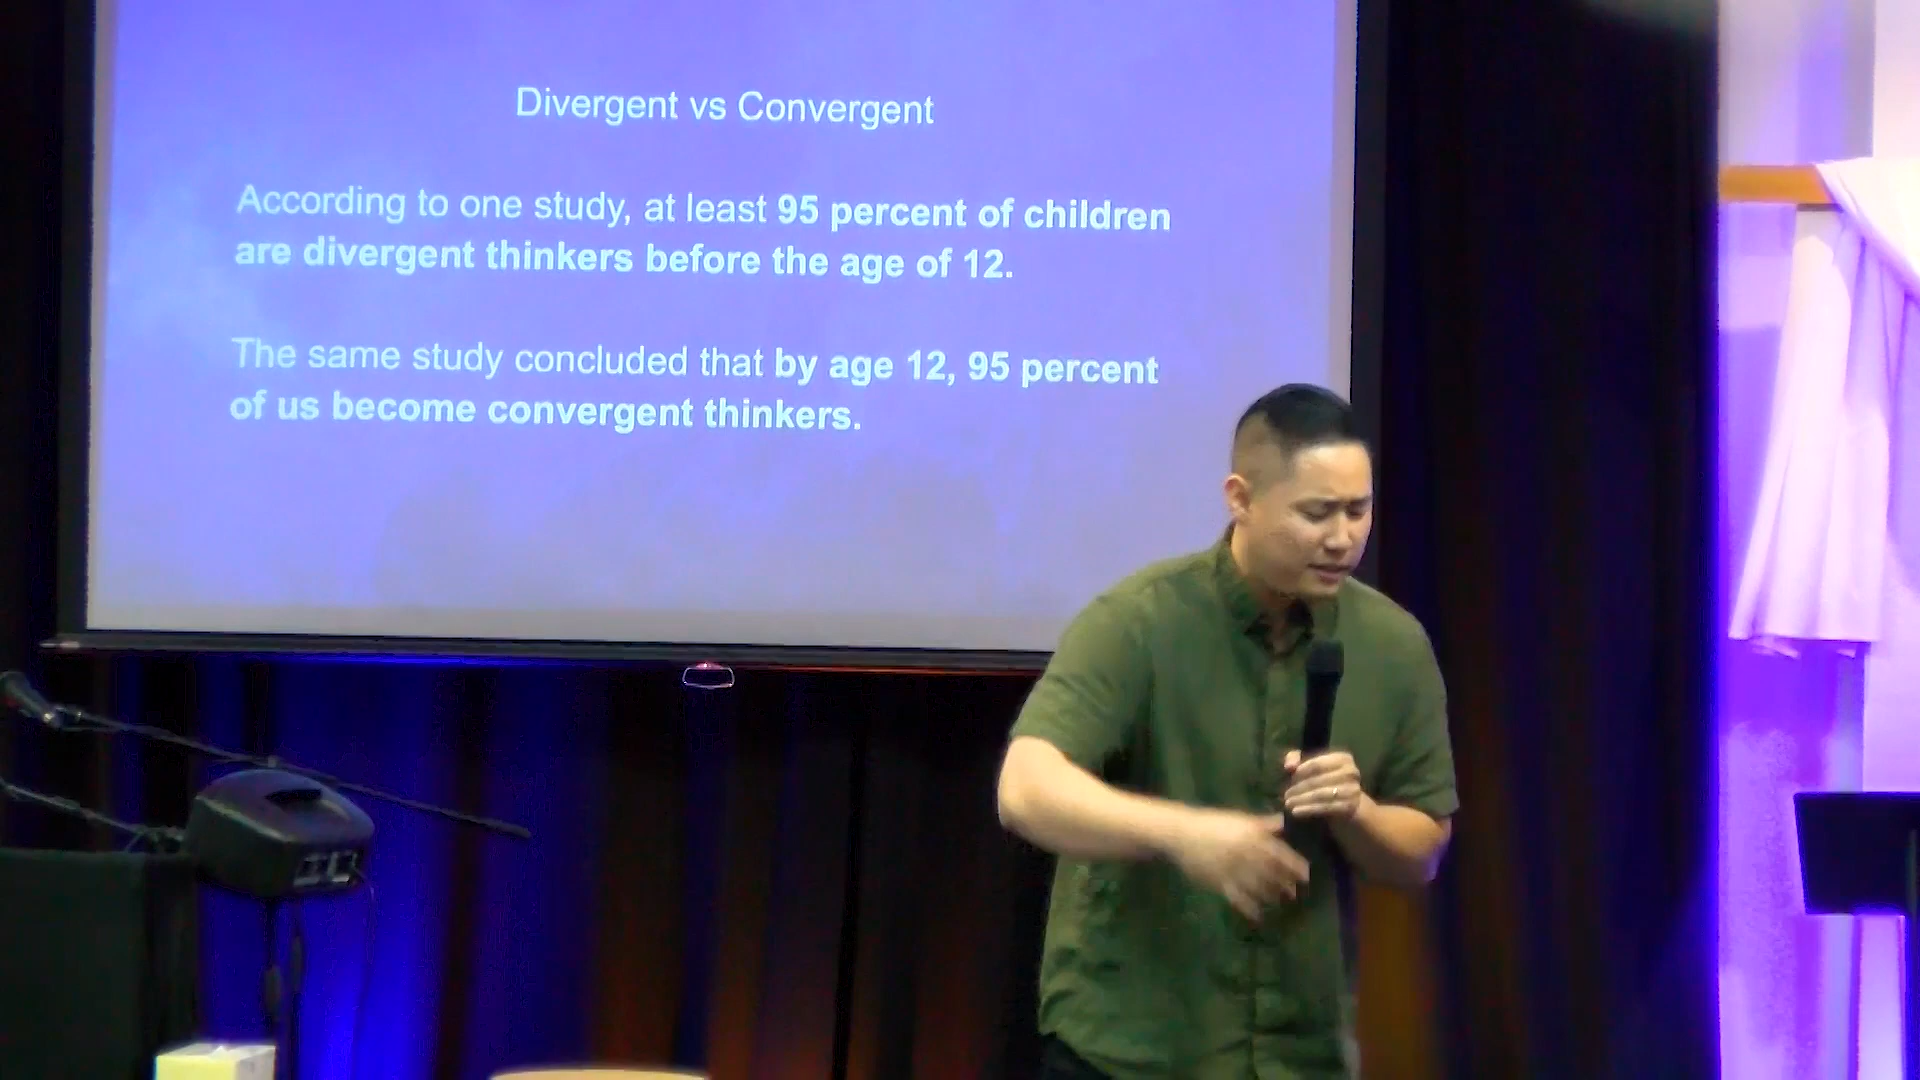 Divergent vs Convergent
According to one study, at least 95 percent of children
are divergent thinkers before the age of 12.
The same study concluded that by age 12, 95 percent
of us become convergent thinkers.